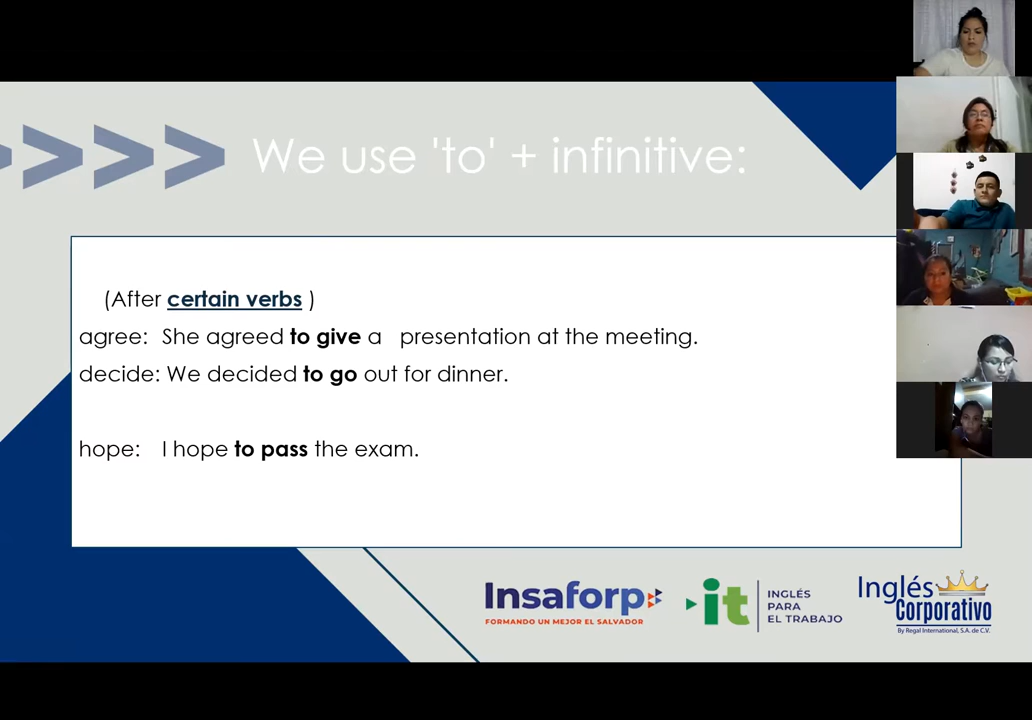 We use 'to' + infinitive:
(After certain verbs )
agree: She agreed to give a presentation at the meeting.
decide: We decided to go out for dinner.
hope: I hope to pass the exam.
Insaforp
FORMANDO UN MEJOR EL SALVADOR
it
INGLÉS
PARA
EL TRABAJO
Inglés
Corporativo
By Regal International, S.A. de C.V.